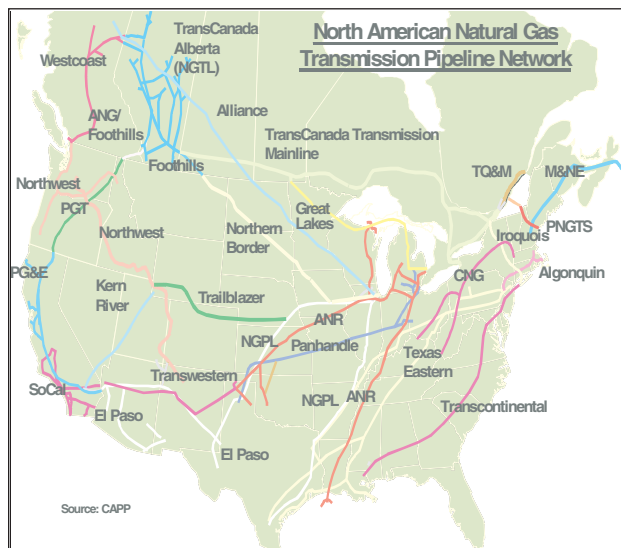 North American Natural Gas
Transmission Pipeline Network
TransCanada
Alberta
(NGTL)
Westcoast
ANG/
Foothills
Alliance
TransCanada Transmission
Mainline
Foothills
TQ&M
M&NE
Northwest
PGT
Great
Lakes
PNGTS
Iroquois
Northwest
Northern
Border
PG&E
Kern
River
CNG
Algonquin
Trailblazer
ANR
NGPL
Panhandle
Texas
Eastern
Transwestern
SoCal
El Paso
NGPL
ANR
Transcontinental
El Paso
Source: CAPP